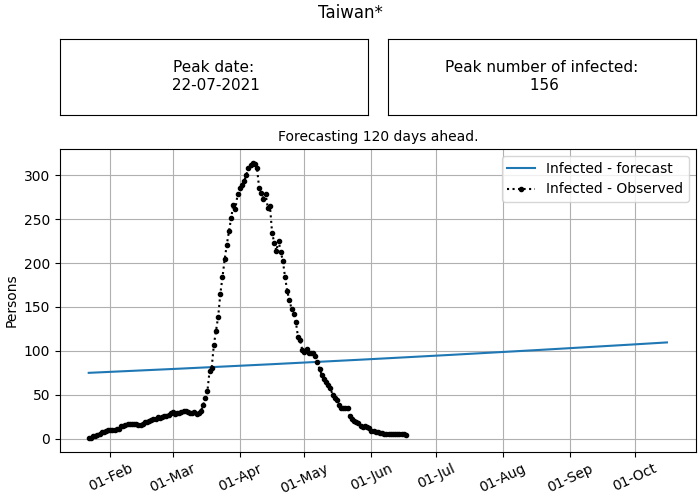 Taiwan*
Peak date:
22-07-2021
Peak number of infected:
156
Forecasting 120 days ahead.
Infected - forecast
Infected - Observed
Persons
300
250
200
150
100
50
0
01-Feb
01-Mar
01-Apr
01-May
01-Jun
01-Jul
01-Aug
01-Sep
01-Oct